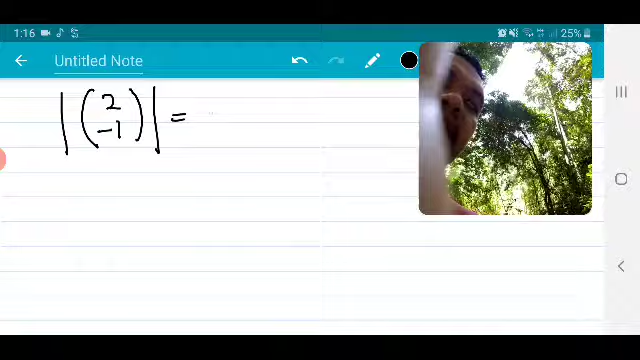 1:16 25%
Untitled Note
|(2
-1)| =